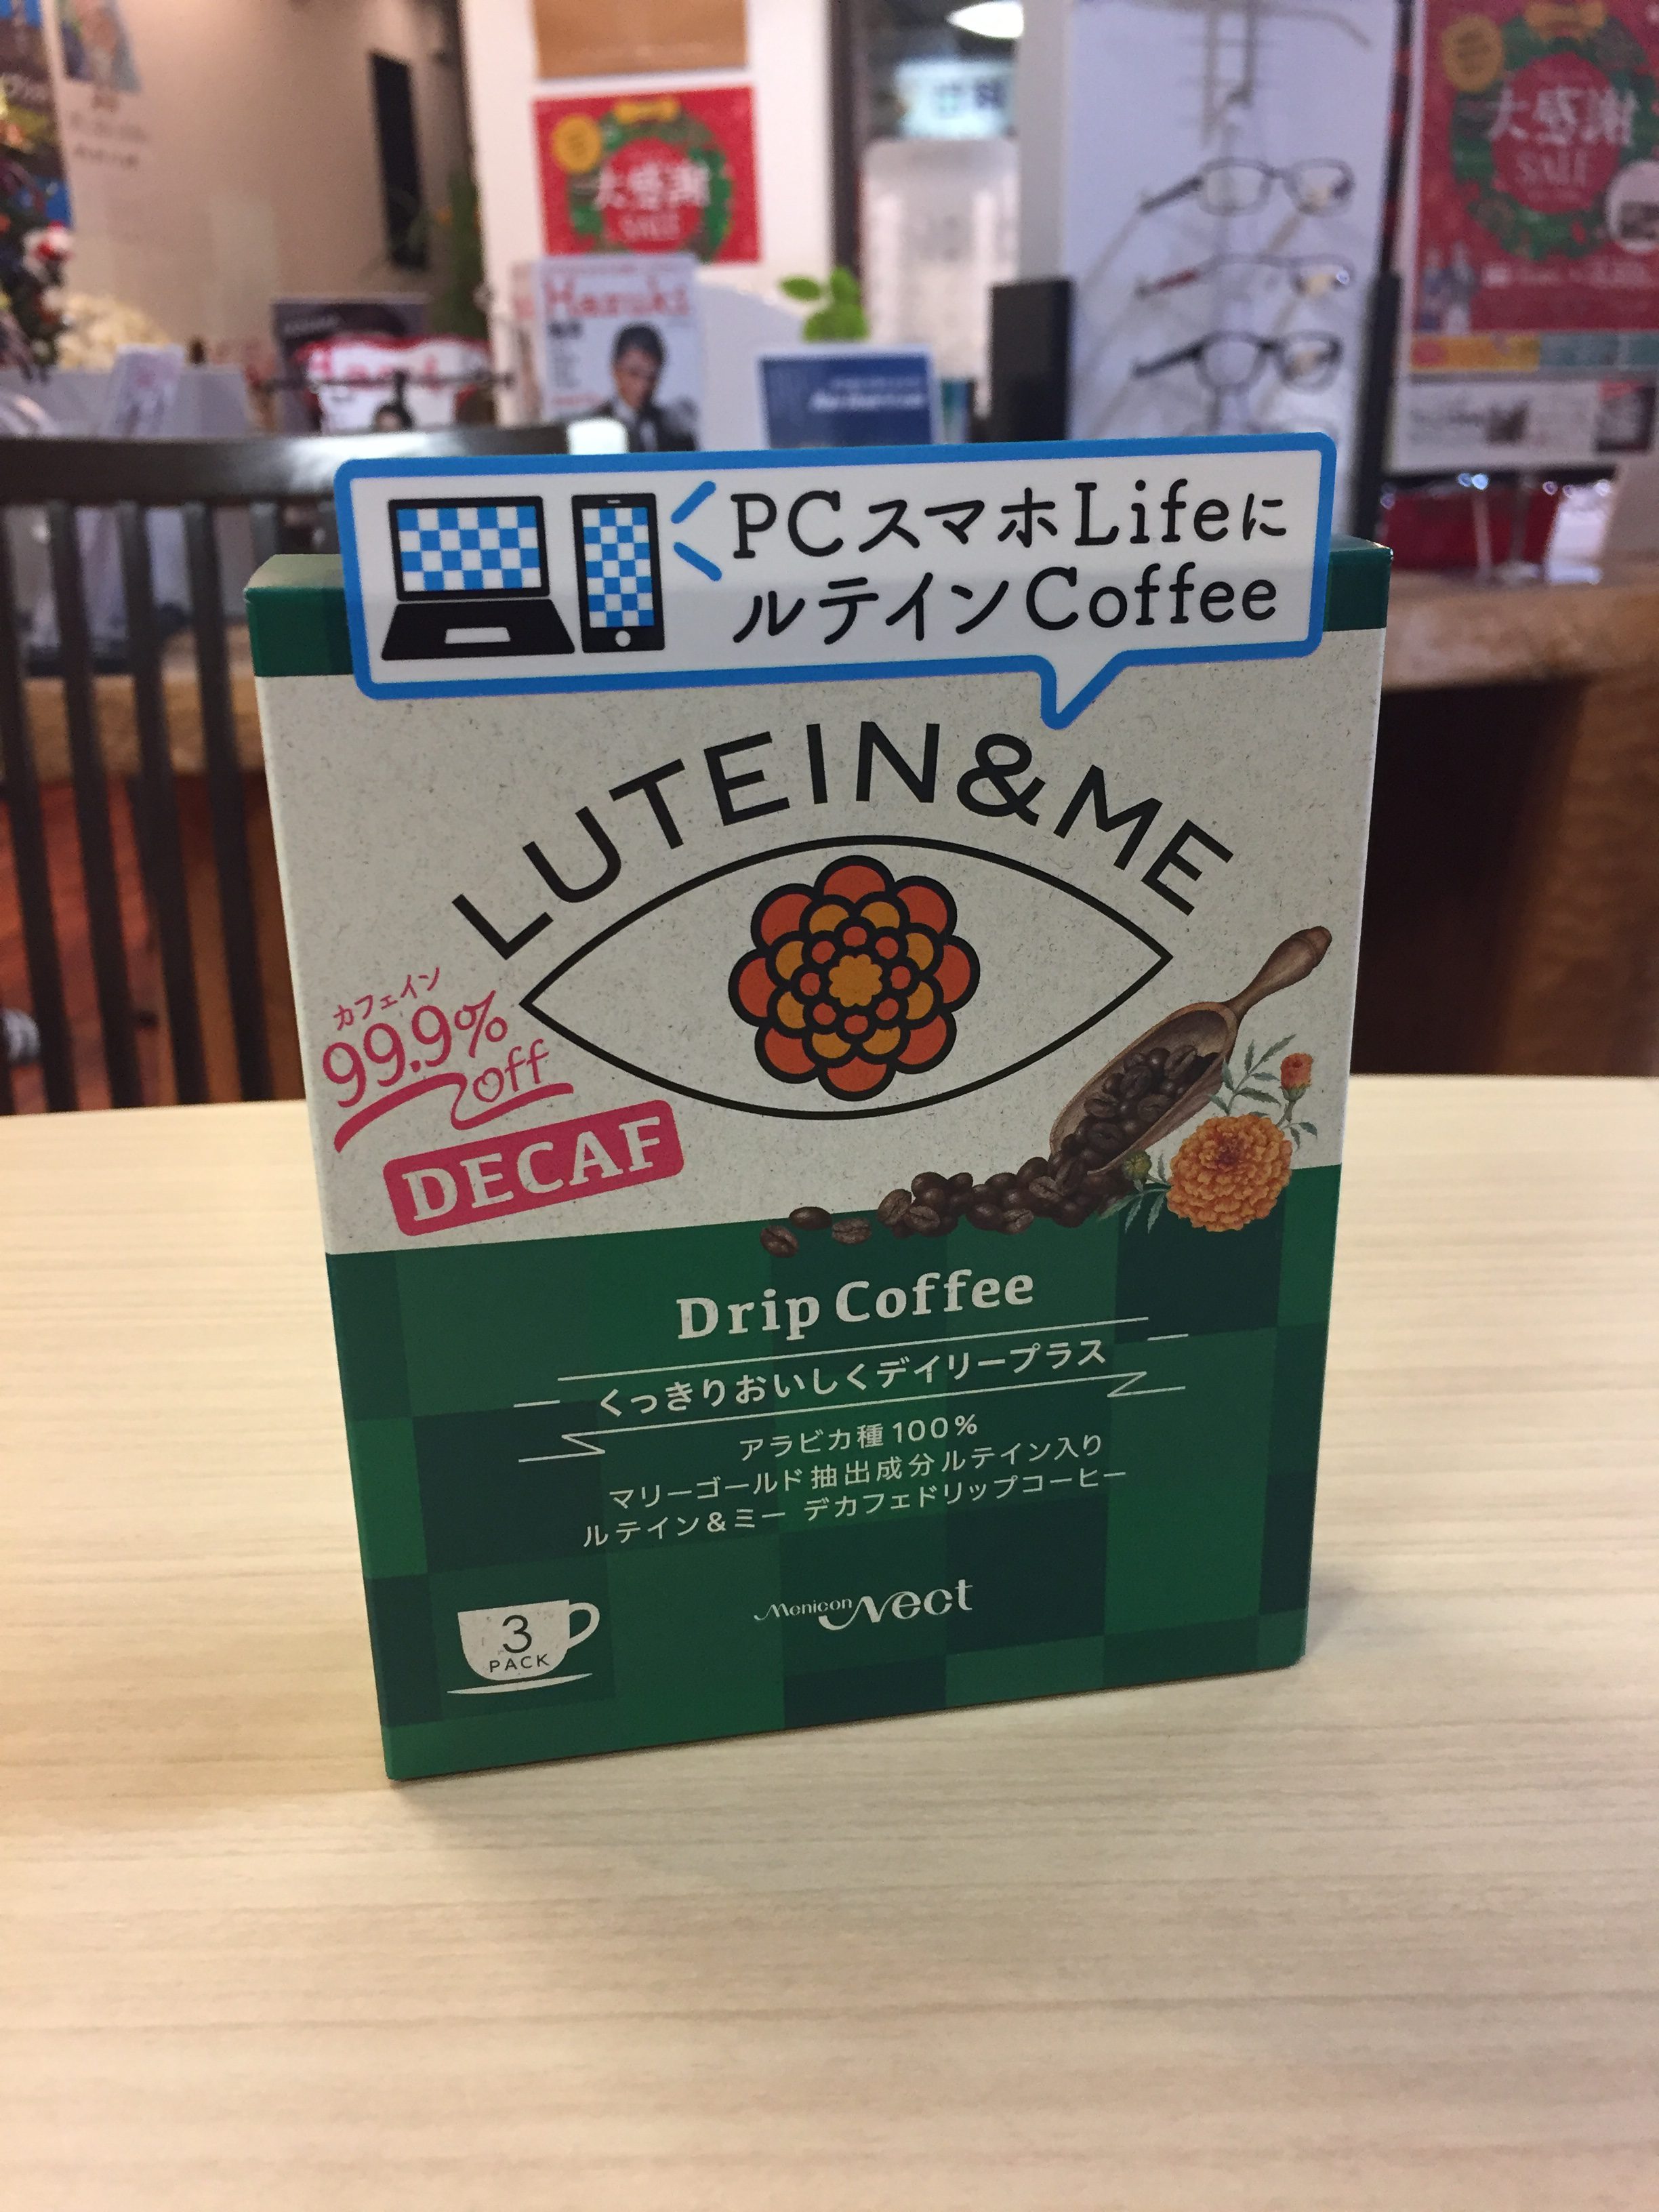 大感謝
SALE
Hazuki
大感謝
SALE
PCスマホLifeに
ルテインCoffee
LUTEIN&ME
カフェイン
99.9%
off
DECAF
Drip Coffee
くっきりおいしくデイリープラス
アラビカ種100%
マリーゴールド抽出成分ルテイン入り
ルテイン&ミー デカフェドリップコーヒー
3
PACK
Menicon Nect